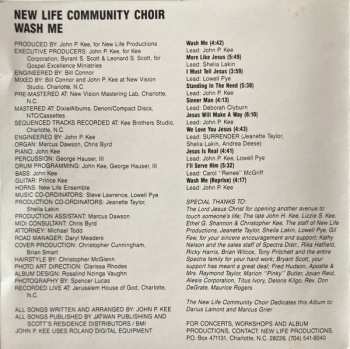 NEW LIFE COMMUNITY CHOIR
WASH ME
PRODUCED BY: John P. Kee, for New Life Productions
EXECUTIVE PRODUCERS: John P. Kee, for Kee
Corporation, Byrant S. Scott & Leonard S. Scott, for
Gospel Excellence Ministries
ENGINEERED BY: Bill Connor
MIXED BY: Bill Connor and John P. Kee at New Vision
Studio, Charlotte, N.C.
PRE-MASTERED AT: New Vision Mastering Lab, Charlotte,
N.C.
MASTERED AT: DixieAlbums, Denon/Compact Discs,
NTC/Cassettes
SEQUENCED TRACKS RECORDED AT: Kee Brothers Studio,
Charlotte, N.C.
ENGINEERED BY: John P. Kee
ORGAN: Marcus Dawson, Chris Byrd
PIANO: John Kee
PERCUSSION: George Hauser, III
DRUM PROGRAMMING: John Kee, George Hauser, III
BASS: John Kee
GUITAR: Prince Kee
HORNS: New Life Ensemble
MUSIC CO-ORDINATORS: Steve Lawrence, Lowell Pye
PRODUCTION CO-ORDINATORS: Jeanette Taylor,
Sheila Lakin
PRODUCTION ASSISTANT: Marcus Dawson
MIDI CONSULTANT: Chris Byrd
ATTORNEY: Michael Todd
ROAD MANAGER: Daryl Meaders
COVER PRODUCTION: Christopher Cunningham,
Brian Smart
HAIRSTYLE BY: Christopher McGlenn
PHOTO ART DIRECTION: Clarissa Rhodes
ALBUM DESIGN: Rosalind Nzinga Vaughn
PHOTOGRAPHY BY: Spencer Lucas
RECORDED LIVE AT: Jerusalem House of God, Charlotte,
N.C.
ALL SONGS WRITTEN AND ARRANGED BY: JOHN P. KEE
ALL SONGS PUBLISHED BY JATWAN PUBLISHING AND
SCOTT'S RESIDENCE DISTRIBUTORS / BMI
JOHN P. KEE USES ROLAND DIGITAL EQUIPMENT
Wash Me (4:42)
Lead: John P. Kee
More Like Jesus (5:45)
Lead: Shelia Lakin
I Must Tell Jesus (3:59)
Lead: Lowell Pye
Standing In The Need (5:38)
Lead: John P. Kee
Sinner Man (4:13)
Lead: Deborah Clyburn
Jesus Will Make A Way (6:10)
Lead: John P. Kee
We Love You Jesus (3:43)
Lead: SURRENDER (Jeanette Taylor,
Sheila Lakin, Andrea Deese)
Jesus Is Real (4:41)
Lead: John P. Kee, Lowell Pye
I'll Serve Him (5:32)
Lead: Carol "Renee" McGriff
Wash Me (Reprise) (4:17)
Lead: John P. Kee
SPECIAL THANKS TO:
The Lord Jesus Christ for opening another avenue to
touch someone's life; The late John H. Kee, Lizzie S. Kee,
Ethel G. Shannon & Christopher Kee. The staff of New Life
Productions, Jeanette Taylor, Sheila Lakin, Lowell Pye, Gil
Kee, for your sincere encouragement and support: Kathy
Nelson and the sales staff of Spectra Dist., Rika Hatfield,
Ricky Harris, Brian Wilson, Tony Pritchett and the entire
Spectra family for your hard work; Bryant Scott, your
support has meant a great deal; Fred Hudson, Apostle &
Mrs. Raymond Taylor, Marion "Pinky" Butler, Jovan Reid,
Alexis Corporation, Titus Ivory, Delanois Kilgo, Rev. Don
DeGrate, Maurice Rogers
The New Life Community Choir Dedicates this Album to
Darius Lamont and Marcus Grier
FOR CONCERTS, WORKSHOPS AND ALBUM
PRODUCTIONS, CONTACT NEW LIFE PRODUCTIONS.
P.O. Box 471131, Charlotte, N.C. 28226, (704) 541-8040